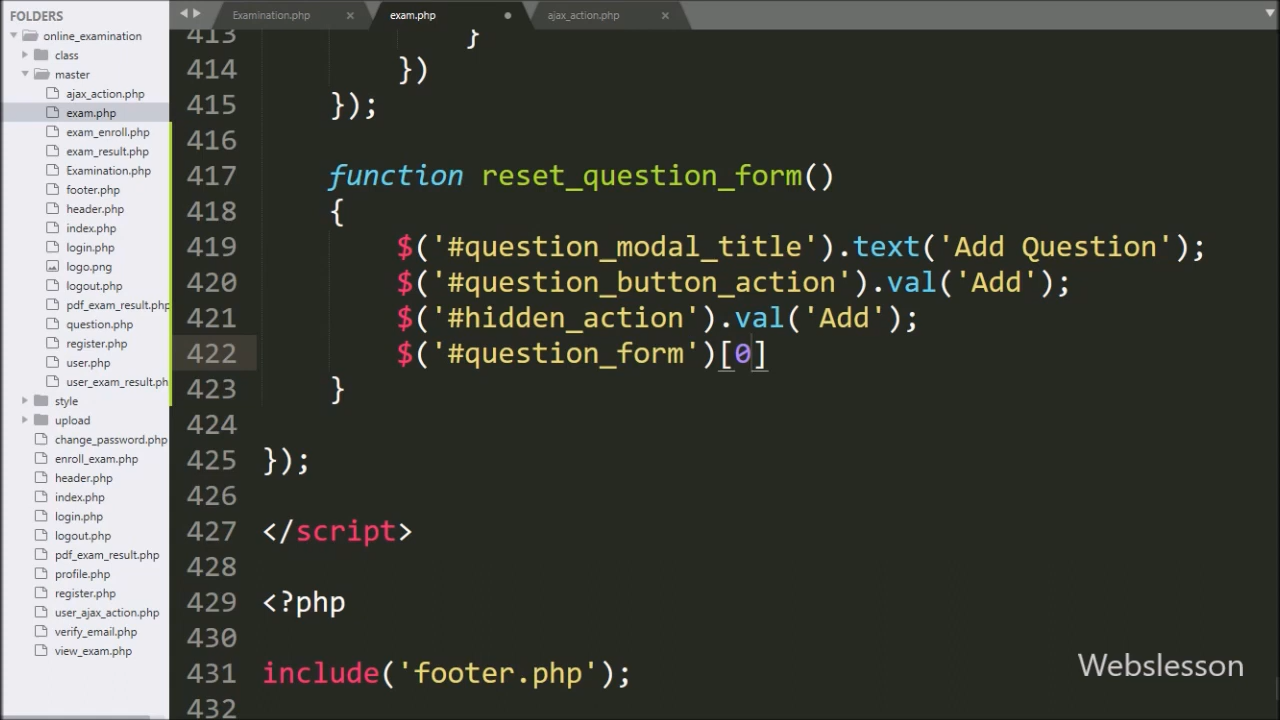 FOLDERS
online_examination
class
master
ajax_action.php
exam.php
exam_enroll.php
exam_result.php
Examination.php
footer.php
header.php
index.php
login.php
logo.png
logout.php
pdf_exam_result.php
question.php
register.php
user.php
user_exam_result.ph
style
upload
change_password.php
enroll_exam.php
header.php
index.php
login.php
logout.php
pdf_exam_result.php
profile.php
register.php
user_ajax_action.php
verify_email.php
view_exam.php
Examination.php × exam.php ajax_action.php ×
413 }
414 })
415 });
416
417 function reset_question_form()
418 {
419 $('#question_modal_title').text('Add Question');
420 $('#question_button_action').val('Add');
421 $('#hidden_action').val('Add');
422 $('#question_form')[0]
423 }
424
425 });
426
427 </script>
428
429 <?php
430
431 include('footer.php');
432
Webslesson